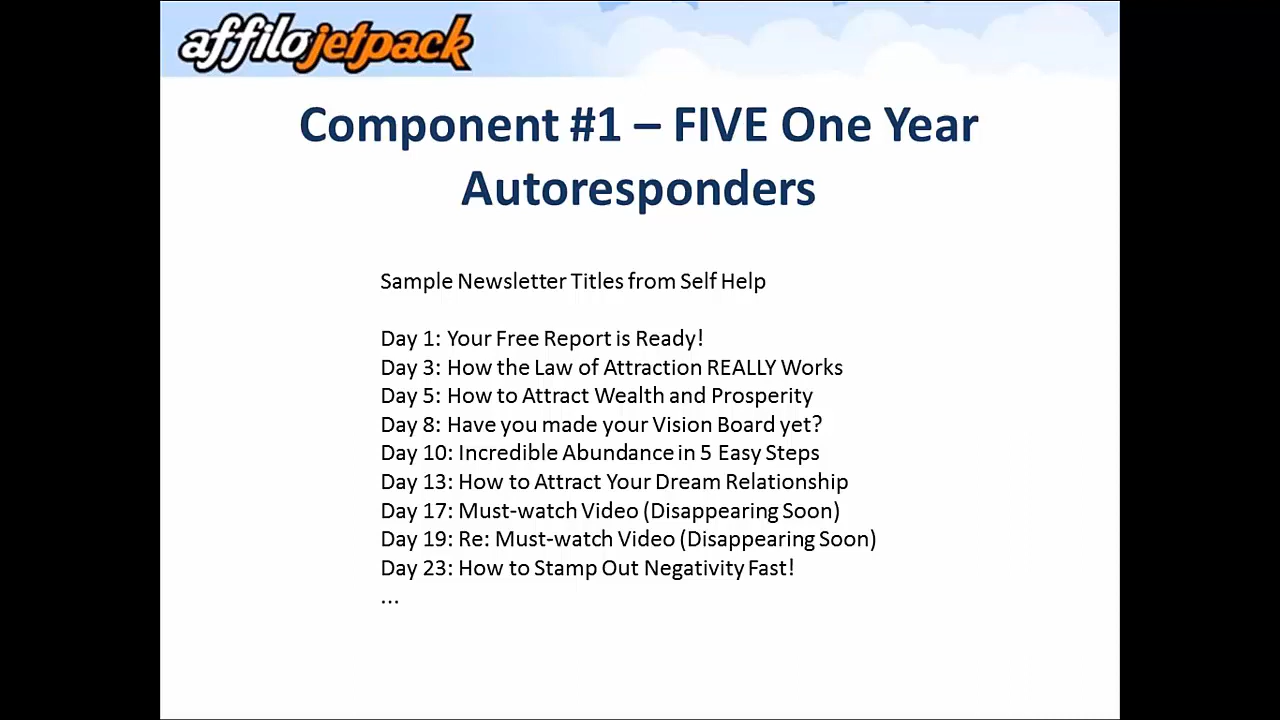 affilojetpack
Component #1 – FIVE One Year
Autoresponders
Sample Newsletter Titles from Self Help
Day 1: Your Free Report is Ready!
Day 3: How the Law of Attraction REALLY Works
Day 5: How to Attract Wealth and Prosperity
Day 8: Have you made your Vision Board yet?
Day 10: Incredible Abundance in 5 Easy Steps
Day 13: How to Attract Your Dream Relationship
Day 17: Must-watch Video (Disappearing Soon)
Day 19: Re: Must-watch Video (Disappearing Soon)
Day 23: How to Stamp Out Negativity Fast!
...